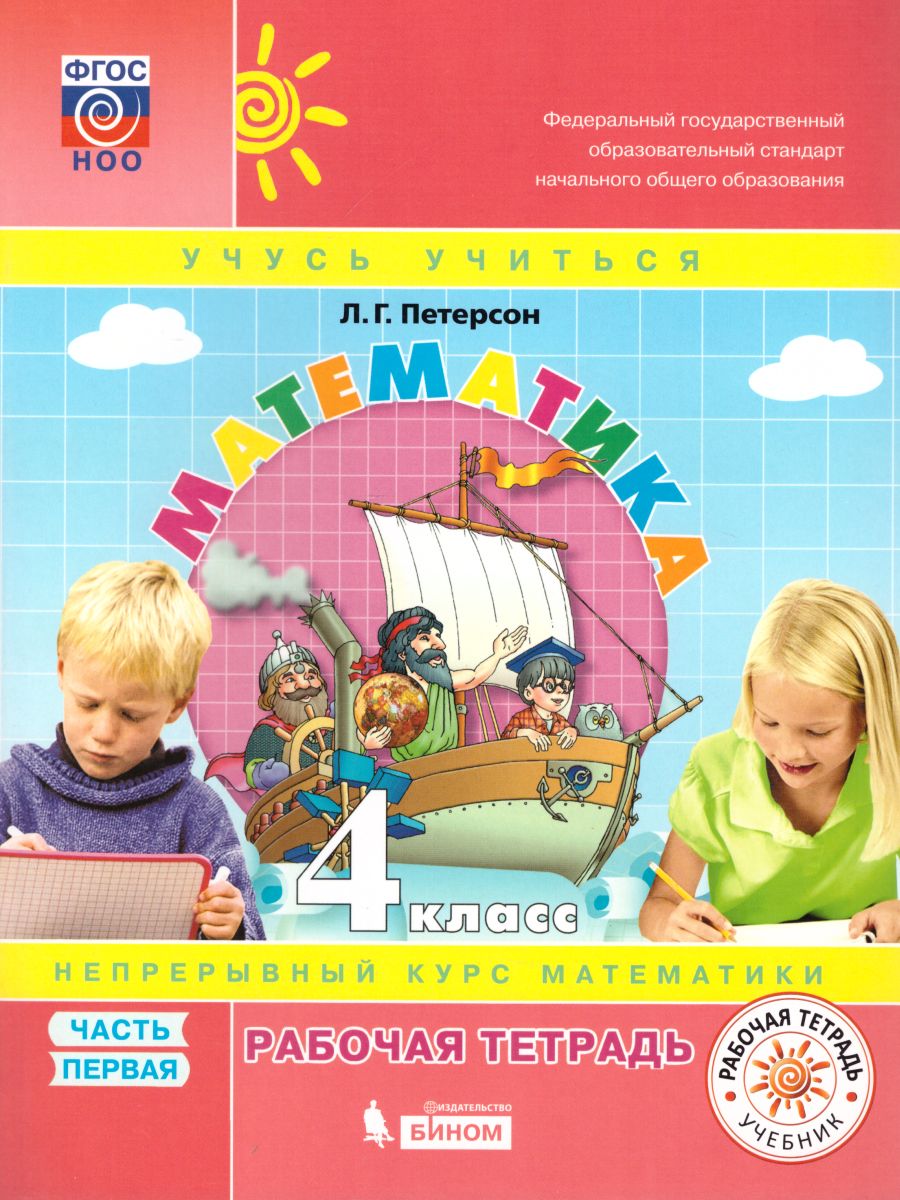 ФГОС
НОО
Федеральный государственный
образовательный стандарт
начального общего образования
УЧУСЬ УЧИТЬСЯ
Л. Г. Петерсон
МАТЕМАТИКА
4 класс
НЕПРЕРЫВНЫЙ КУРС МАТЕМАТИКИ
ЧАСТЬ
ПЕРВАЯ
РАБОЧАЯ ТЕТРАДЬ
ИЗДАТЕЛЬСТВО
БИНОМ
РАБОЧАЯ ТЕТРАДЬ
УЧЕБНИК